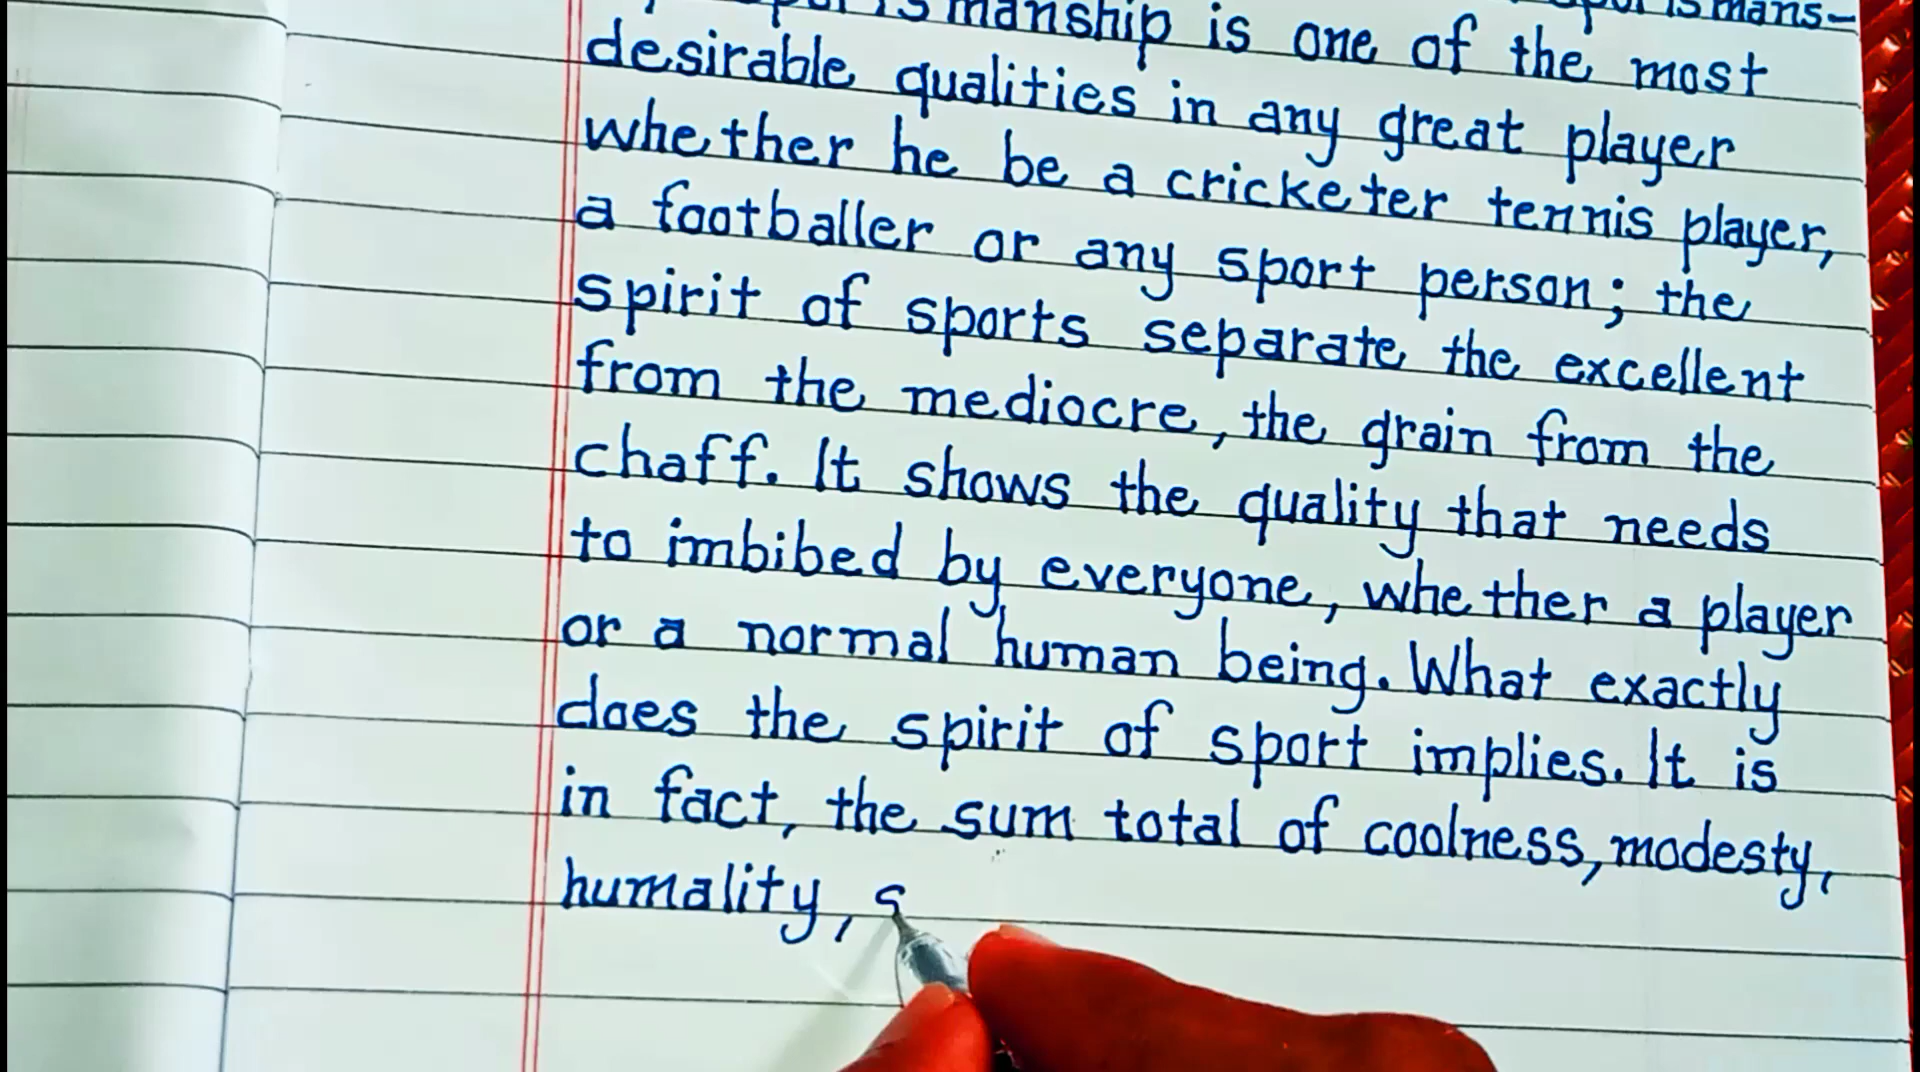 manship is one of the most
desirable qualities in any great player
whether he be a cricketer tennis player,
a footballer or any sport person; the
spirit of sports separate the excellent
from the mediocre, the grain from the
chaff. It shows the quality that needs
to imbibed by everyone, whether a player
or a normal human being. What exactly
does the spirit of sport implies. It is
in fact, the sum total of coolness, modesty,
humality, s